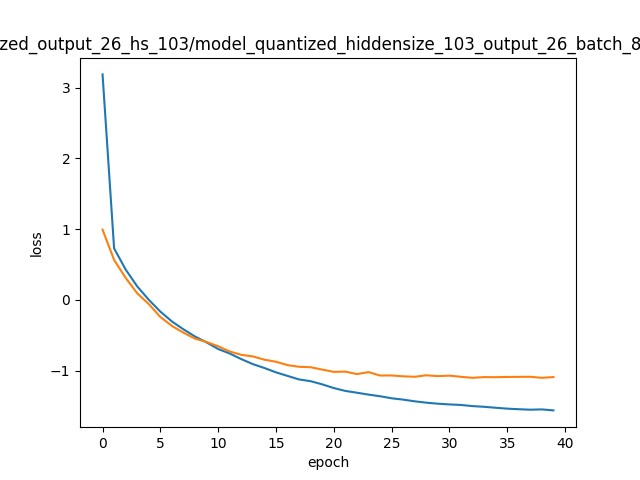 zed_output_26_hs_103/model_quantized_hiddensize_103_output_26_batch_8
3
2
1
0
−1
loss
0 5 10 15 20 25 30 35 40
epoch